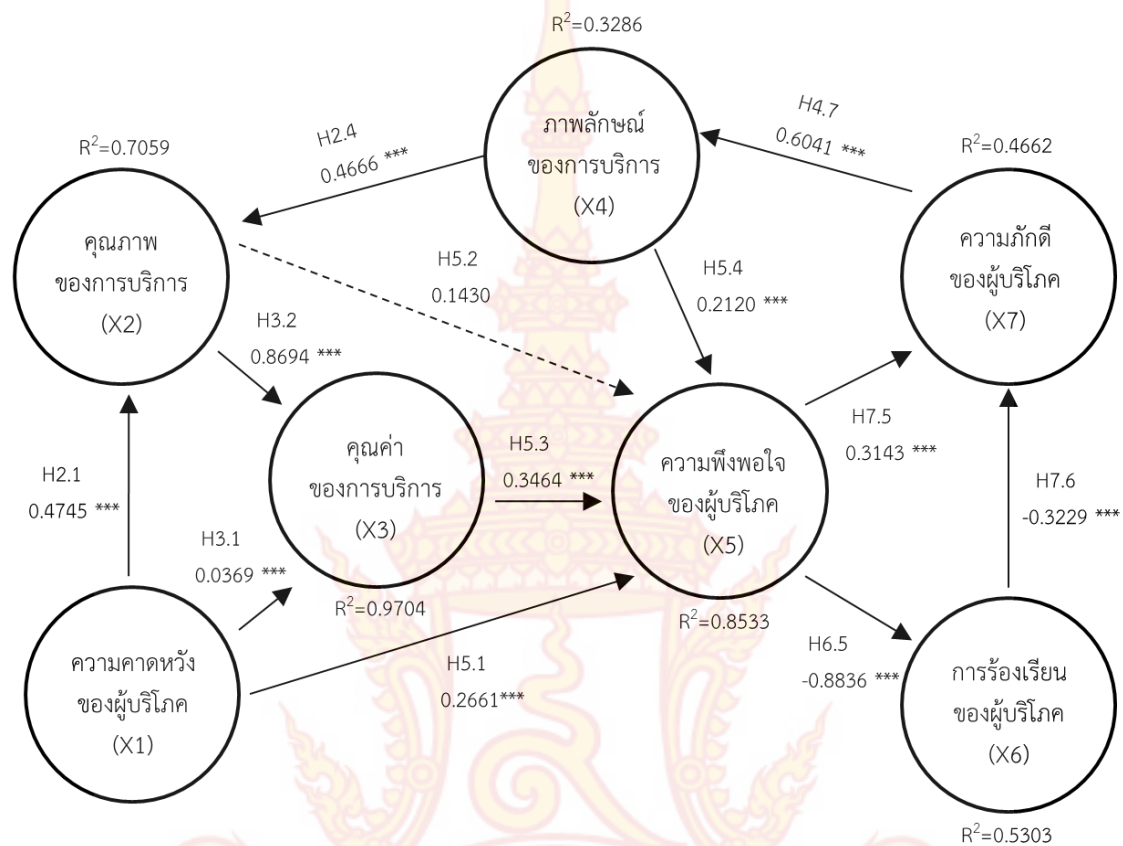 R²=0.3286
ภาพลักษณ์
ของการบริการ
(X4)
H2.4
0.4666 ***
H4.7
0.6041 ***
R²=0.7059
คุณภาพ
ของการบริการ
(X2)
R²=0.4662
ความภักดี
ของผู้บริโภค
(X7)
H5.2
0.1430
H5.4
0.2120 ***
H3.2
0.8694 ***
คุณค่า
ของการบริการ
(X3)
R²=0.9704
H5.3
0.3464 ***
ความพึงพอใจ
ของผู้บริโภค
(X5)
R²=0.8533
H7.5
0.3143 ***
H2.1
0.4745 ***
H3.1
0.0369 ***
H7.6
-0.3229 ***
ความคาดหวัง
ของผู้บริโภค
(X1)
H5.1
0.2661***
H6.5
-0.8836 ***
การร้องเรียน
ของผู้บริโภค
(X6)
R²=0.5303